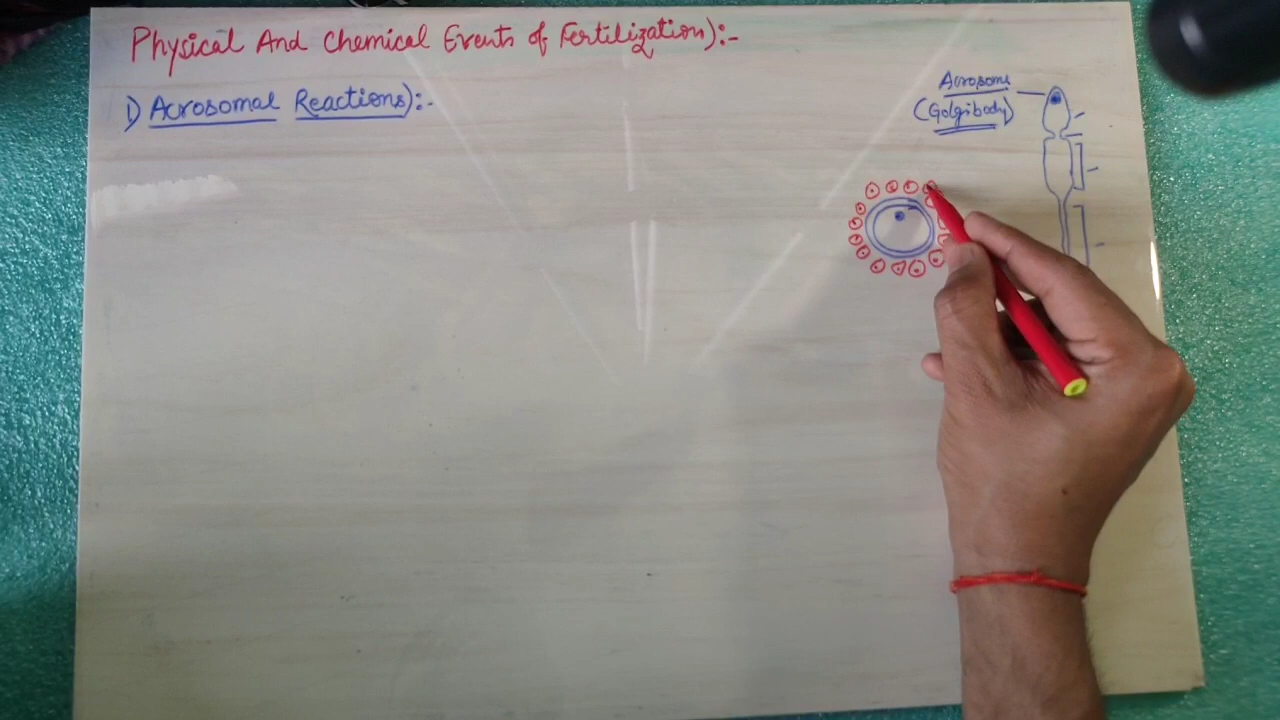 Physical And Chemical Events of Fertilization):-
1) Acrosomal Reactions):-
Acrosome
(Golgibody)